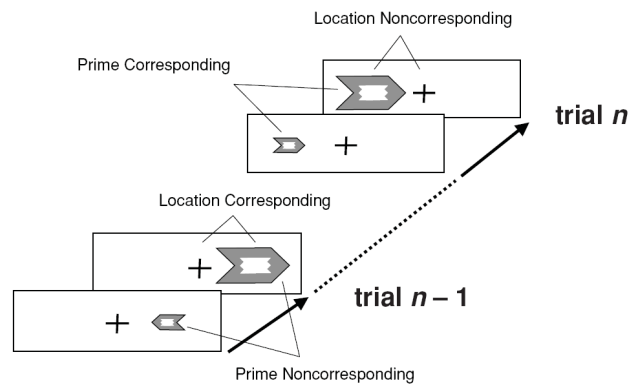 Location Noncorresponding
Prime Corresponding
trial n
Location Corresponding
trial n – 1
Prime Noncorresponding